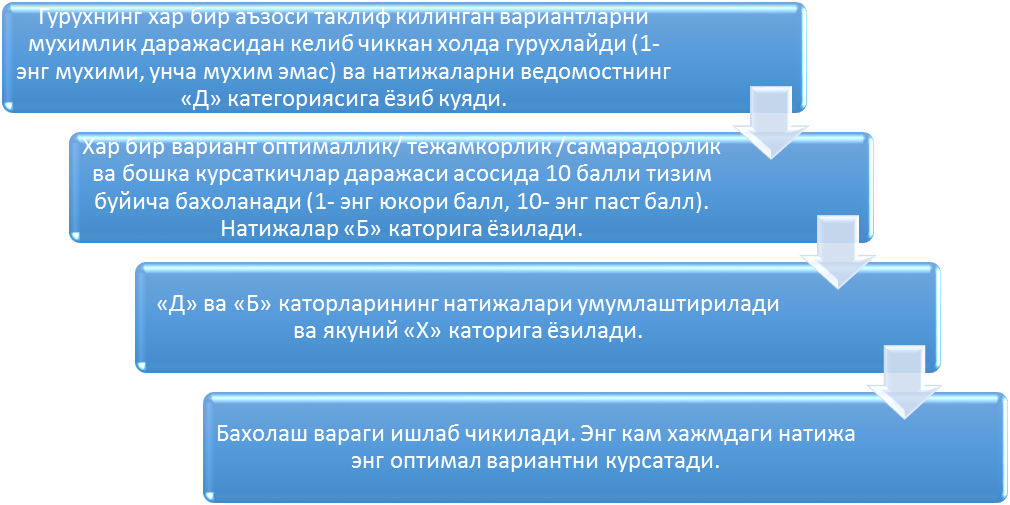 Гурухнинг хар бир аъзоси таклиф килинган вариантларни
мухимлик даражасидан келиб чиккан холда гурухлайди (1-
энг мухими, унча мухим эмас) ва натижаларни ведомостнинг
«Д» категориясига ёзиб куяди.
Хар бир вариант оптималлик/ тежамкорлик /самарадорлик
ва бошка курсаткичлар даражаси асосида 10 балли тизим
буйича бахоланади (1- энг юкори балл, 10- энг паст балл).
Натижалар «Б» каторига ёзилади.
«Д» ва «Б» каторларининг натижалари умумлаштирилади
ва якуний «Х» каторига ёзилади.
Бахолаш вараги ишлаб чикилади. Энг кам хажмдаги натижа
энг оптимал вариантни курсатади.